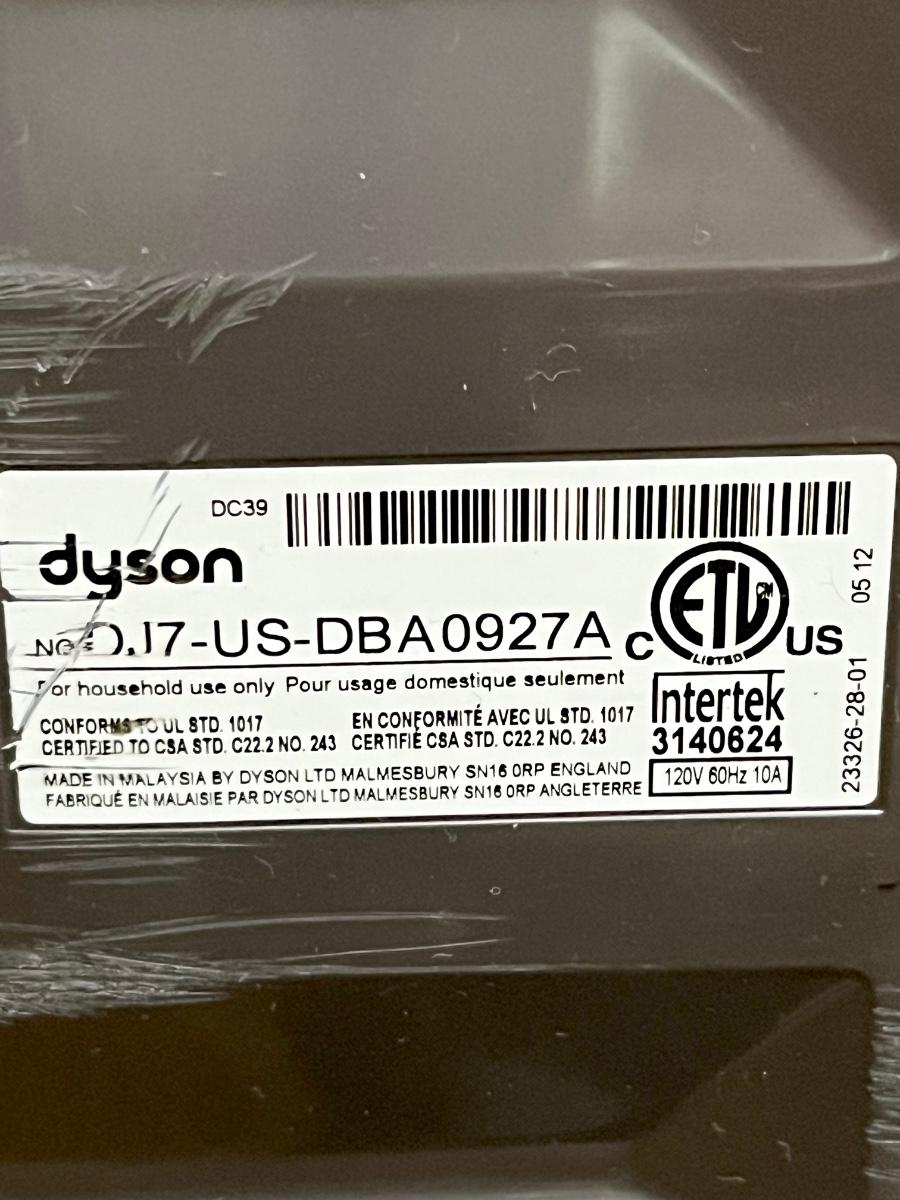 DC39
dyson
DJ7-US-DBA0927A
For household use only Pour usage domestique seulement
CONFORMS TO UL STD. 1017
CERTIFIED TO CSA STD. C22.2 NO. 243
EN CONFORMITÉ AVEC UL STD. 1017
CERTIFIÉ CSA STD. C22.2 NO. 243
MADE IN MALAYSIA BY DYSON LTD MALMESBURY SN16 0RP ENGLAND
FABRIQUÉ EN MALAISIE PAR DYSON LTD MALMESBURY SN16 0RP ANGLETERRE
C ETL CM US
LISTED
Intertek
3140624
120V 60Hz 10A
05 12
23326-28-01